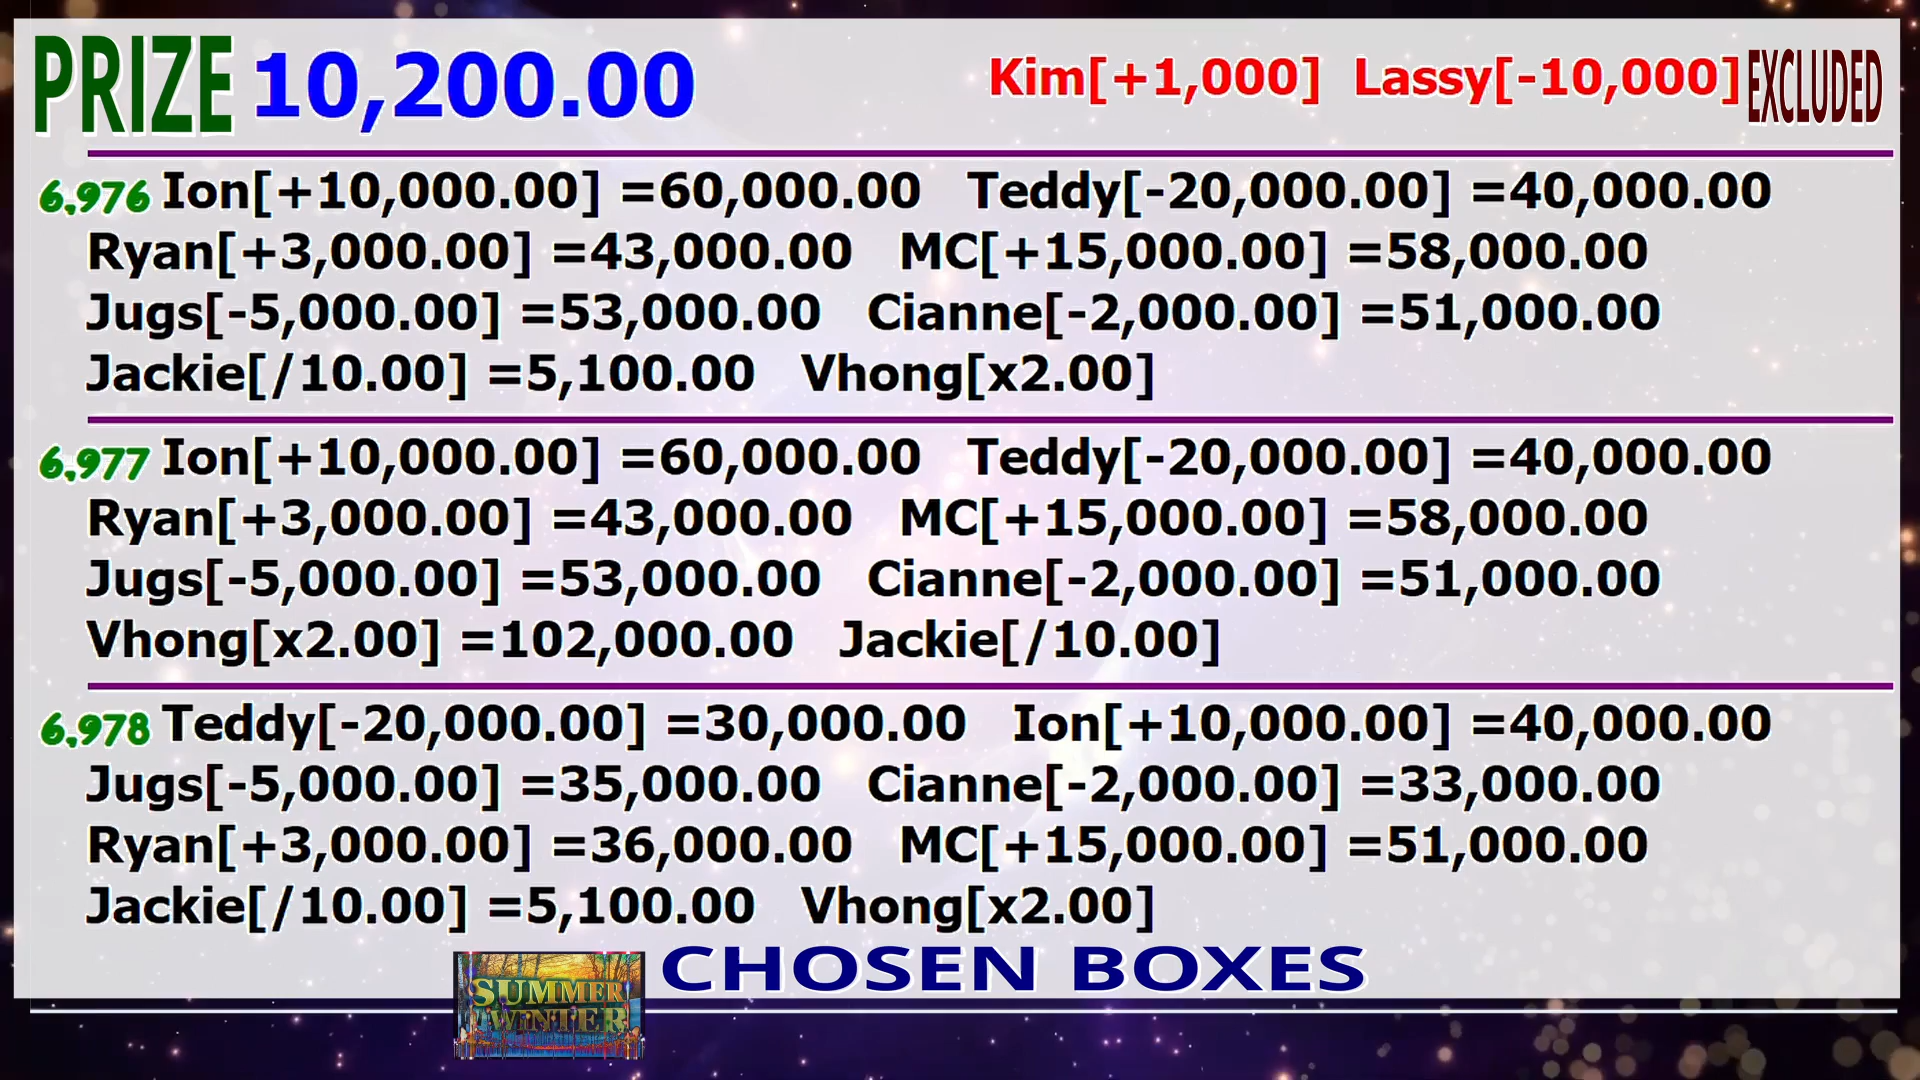 PRIZE 10,200.00 Kim[+1,000] Lassy[-10,000] EXCLUDED
6,976 Ion[+10,000.00] =60,000.00 Teddy[-20,000.00] =40,000.00
Ryan[+3,000.00] =43,000.00 MC[+15,000.00] =58,000.00
Jugs[-5,000.00] =53,000.00 Cianne[-2,000.00] =51,000.00
Jackie[/10.00] =5,100.00 Vhong[x2.00]
6,977 Ion[+10,000.00] =60,000.00 Teddy[-20,000.00] =40,000.00
Ryan[+3,000.00] =43,000.00 MC[+15,000.00] =58,000.00
Jugs[-5,000.00] =53,000.00 Cianne[-2,000.00] =51,000.00
Vhong[x2.00] =102,000.00 Jackie[/10.00]
6,978 Teddy[-20,000.00] =30,000.00 Ion[+10,000.00] =40,000.00
Jugs[-5,000.00] =35,000.00 Cianne[-2,000.00] =33,000.00
Ryan[+3,000.00] =36,000.00 MC[+15,000.00] =51,000.00
Jackie[/10.00] =5,100.00 Vhong[x2.00]
CHOSEN BOXES
SUMMER
WINTER